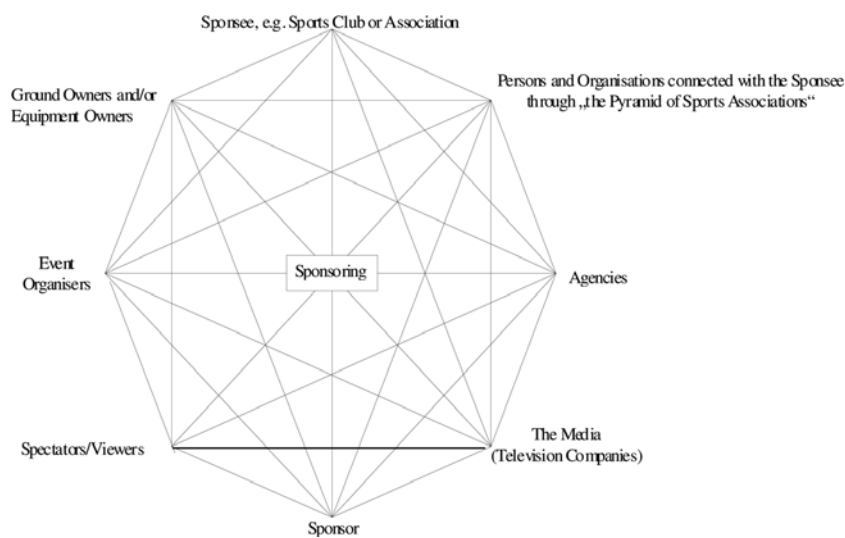 Sponsee, e.g. Sports Club or Association
Ground Owners and/or
Equipment Owners
Persons and Organisations connected with the Sponsee
through „the Pyramid of Sports Associations“
Event
Organisers
Sponsoring
Agencies
Spectators/Viewers
The Media
(Television Companies)
Sponsor